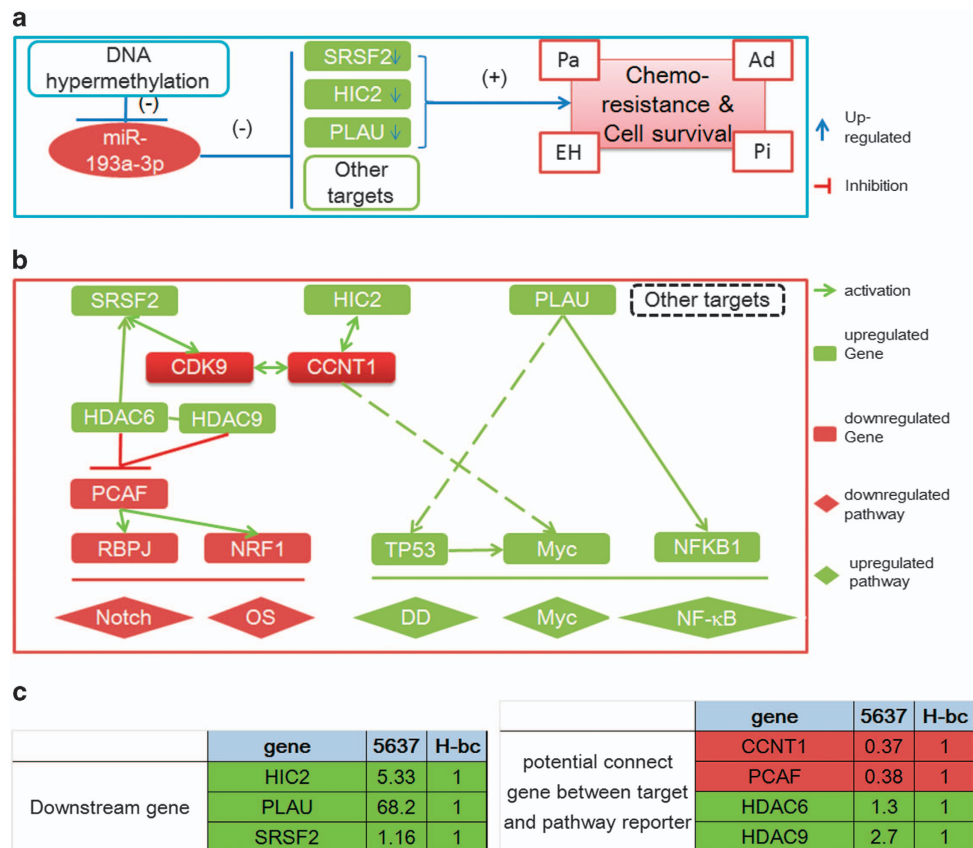 a
DNA
hypermethylation
(-)
miR-
193a-3p
(-)
SRSF2
HIC2
PLAU
Other
targets
(+)
Pa
Ad
Chemo-
resistance &
Cell survival
EH
Pi
Up-
regulated
Inhibition
b
SRSF2
HIC2
PLAU
Other targets
CDK9
CCNT1
HDAC6
HDAC9
PCAF
RBPJ
NRF1
TP53
Myc
NFKB1
Notch
OS
DD
Myc
NF-κB
activation
upregulated
Gene
downregulated
Gene
downregulated
pathway
upregulated
pathway
c
gene 5637 H-bc
Downstream gene
HIC2 5.33 1
PLAU 68.2 1
SRSF2 1.16 1
gene 5637 H-bc
potential connect
gene between target
and pathway reporter
CCNT1 0.37 1
PCAF 0.38 1
HDAC6 1.3 1
HDAC9 2.7 1